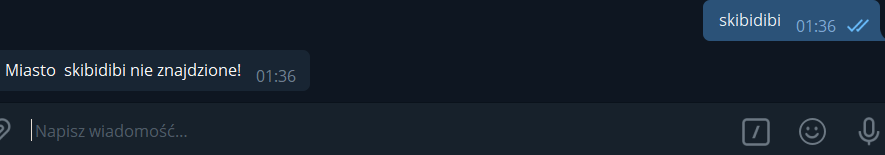 skibidibi 01:36
Miasto skibidibi nie znajdzione! 01:36
Napisz wiadomość...